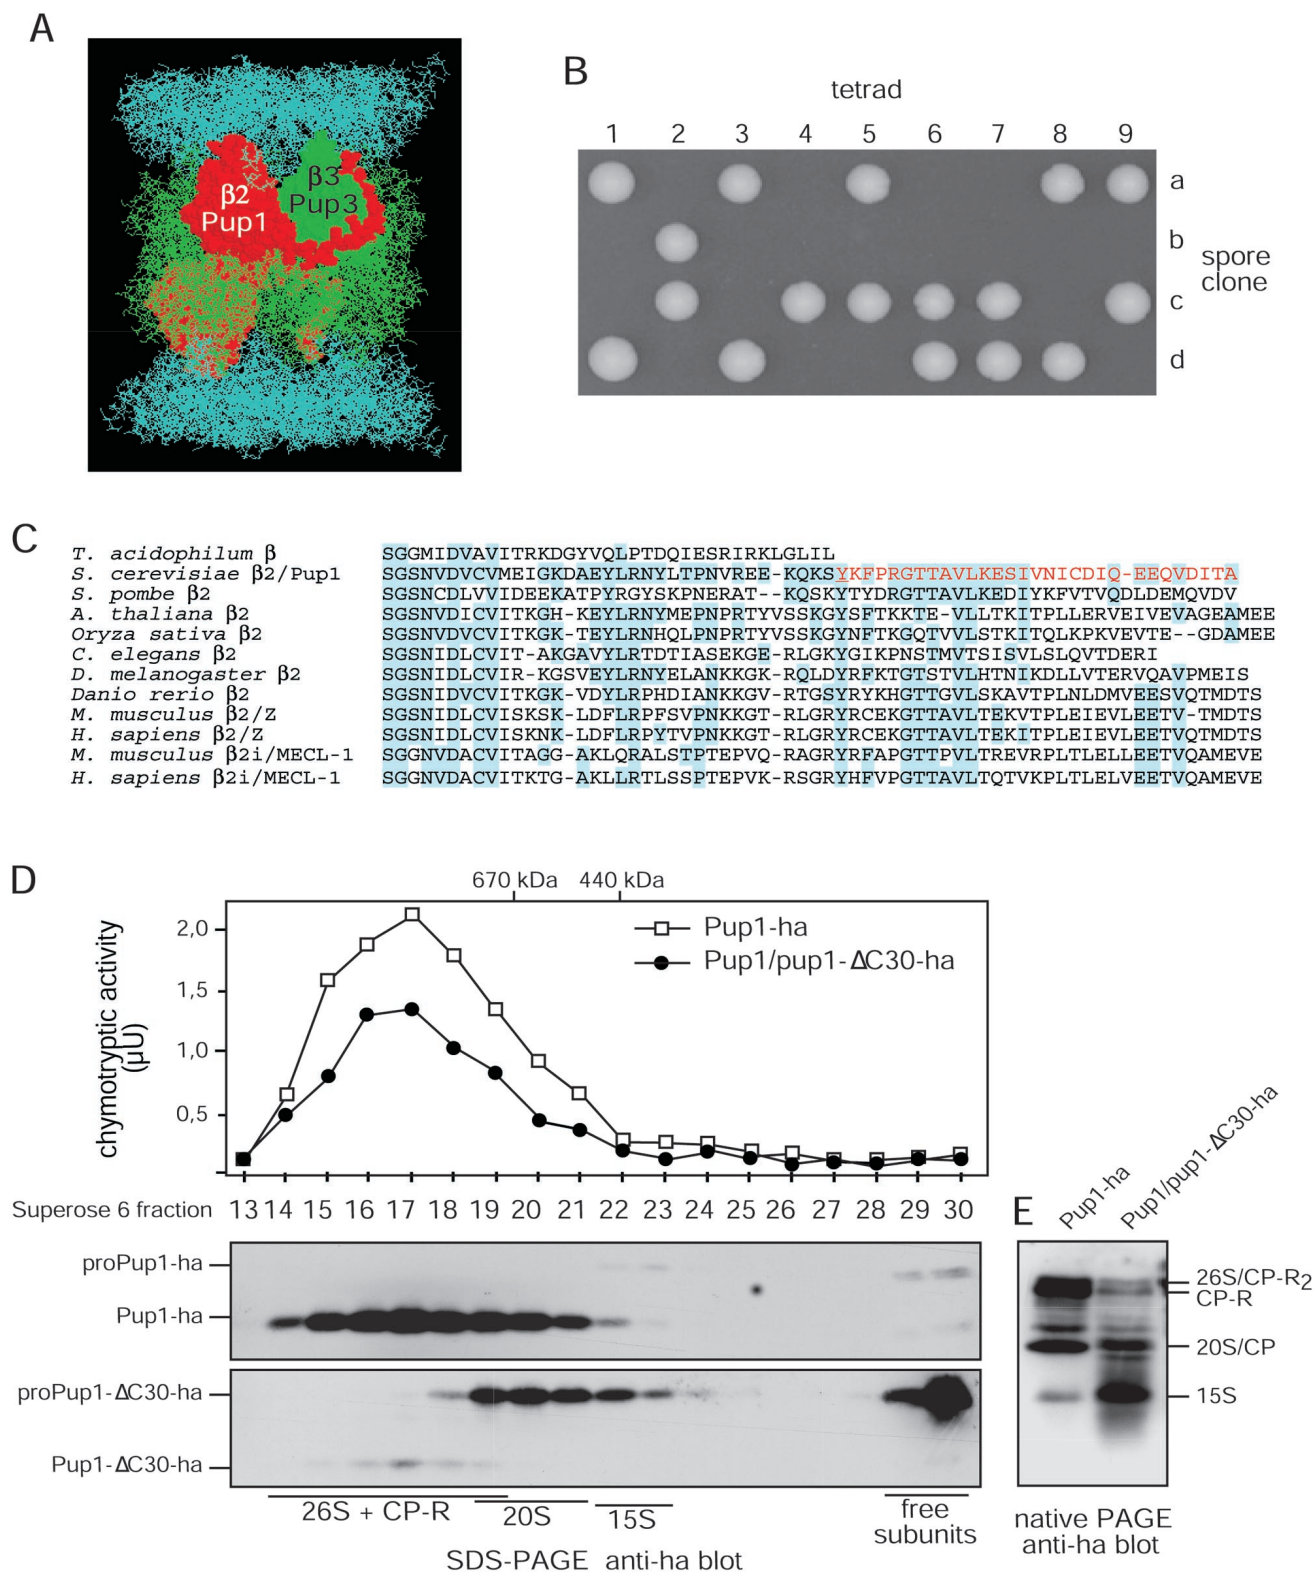 A
β2
Pup1
β3
Pup3
B
tetrad
1 2 3 4 5 6 7 8 9
a
b
c
d
spore
clone
C
T. acidophilum β SGGMIDVAVITRKDGYVQLPTDQIESRIRKLGLIL
S. cerevisiae β2/Pup1 SGSNVDVCVMEIGKDAEYLRNYLTPNVREE-KQKSYKFPRGTTAVLKESIVNICDIQ-EEQVDITA
S. pombe β2 SGSNCDLVVIDEEKATPYRGYSKPNERAT--KQSKYTYDRGTTAVLKEDIYKFVTVQDLDEMQVDV
A. thaliana β2 SGSNVDLCVITKGH-KEYLRNYMEPNPRTYVSSKGYSFTKKTE-VLLTKITPLLERVEIVEVAGEAMEE
Oryza sativa β2 SGSNVDVCVITKGK-TEYLRNHQLPNPRTYVSSKGYNFTKGQTVVLSTKITQLKPKVEVTE--GDAMEE
C. elegans β2 SGSNIDLCVIT-AKGAVYLRTDTIASEKGE-RLGKYGIKPNSTMVTSISVLSLQVTDERI
D. melanogaster β2 SGSNIDLCVIR-KGSVEYLRNYELANKKGK-RQLDYRFKTGTSTVLHTNIKDLLVTERVQAVPMEIS
Danio rerio β2 SGSNIDVCVITKGK-VDYLRPHDIANKKGV-RTGSYRYKHGTTGVLSKAVTPLNLDMVEESVQTMDTS
M. musculus β2/Z SGSNIDLCVISKSK-LDFLRPFSVPNKKGT-RLGRYRCEKGTTAVLTEKVTPLEIEVLEETV-TMDTS
H. sapiens β2/Z SGSNIDLCVISKNK-LDFLRPYTVPNKKGT-RLGRYRCEKGTTAVLTEKITPLEIEVLEETVQTMDTS
M. musculus β2i/MECL-1 SGGNVDACVITAGG-AKLQRALSTPTEPVQ-RAGRYRFAPGTTPVLTREVRPLTLELLEETVQAMEVE
H. sapiens β2i/MECL-1 SGGNVDACVITKTG-AKLLRTLSSPTEPVK-RSGRYHFVPGTTAVLTQTVKPLTLELVEETVQAMEVE
D
670 kDa 440 kDa
chymotryptic activity
(μU)
2,0
1,5
1,0
0,5
Pup1-ha
Pup1/pup1-ΔC30-ha
Superose 6 fraction 13 14 15 16 17 18 19 20 21 22 23 24 25 26 27 28 29 30
proPup1-ha
Pup1-ha
proPup1-ΔC30-ha
Pup1-ΔC30-ha
26S + CP-R 20S 15S free
subunits
SDS-PAGE anti-ha blot
E
Pup1-ha
Pup1/pup1-ΔC30-ha
26S/CP-R2
CP-R
20S/CP
15S
native PAGE
anti-ha blot